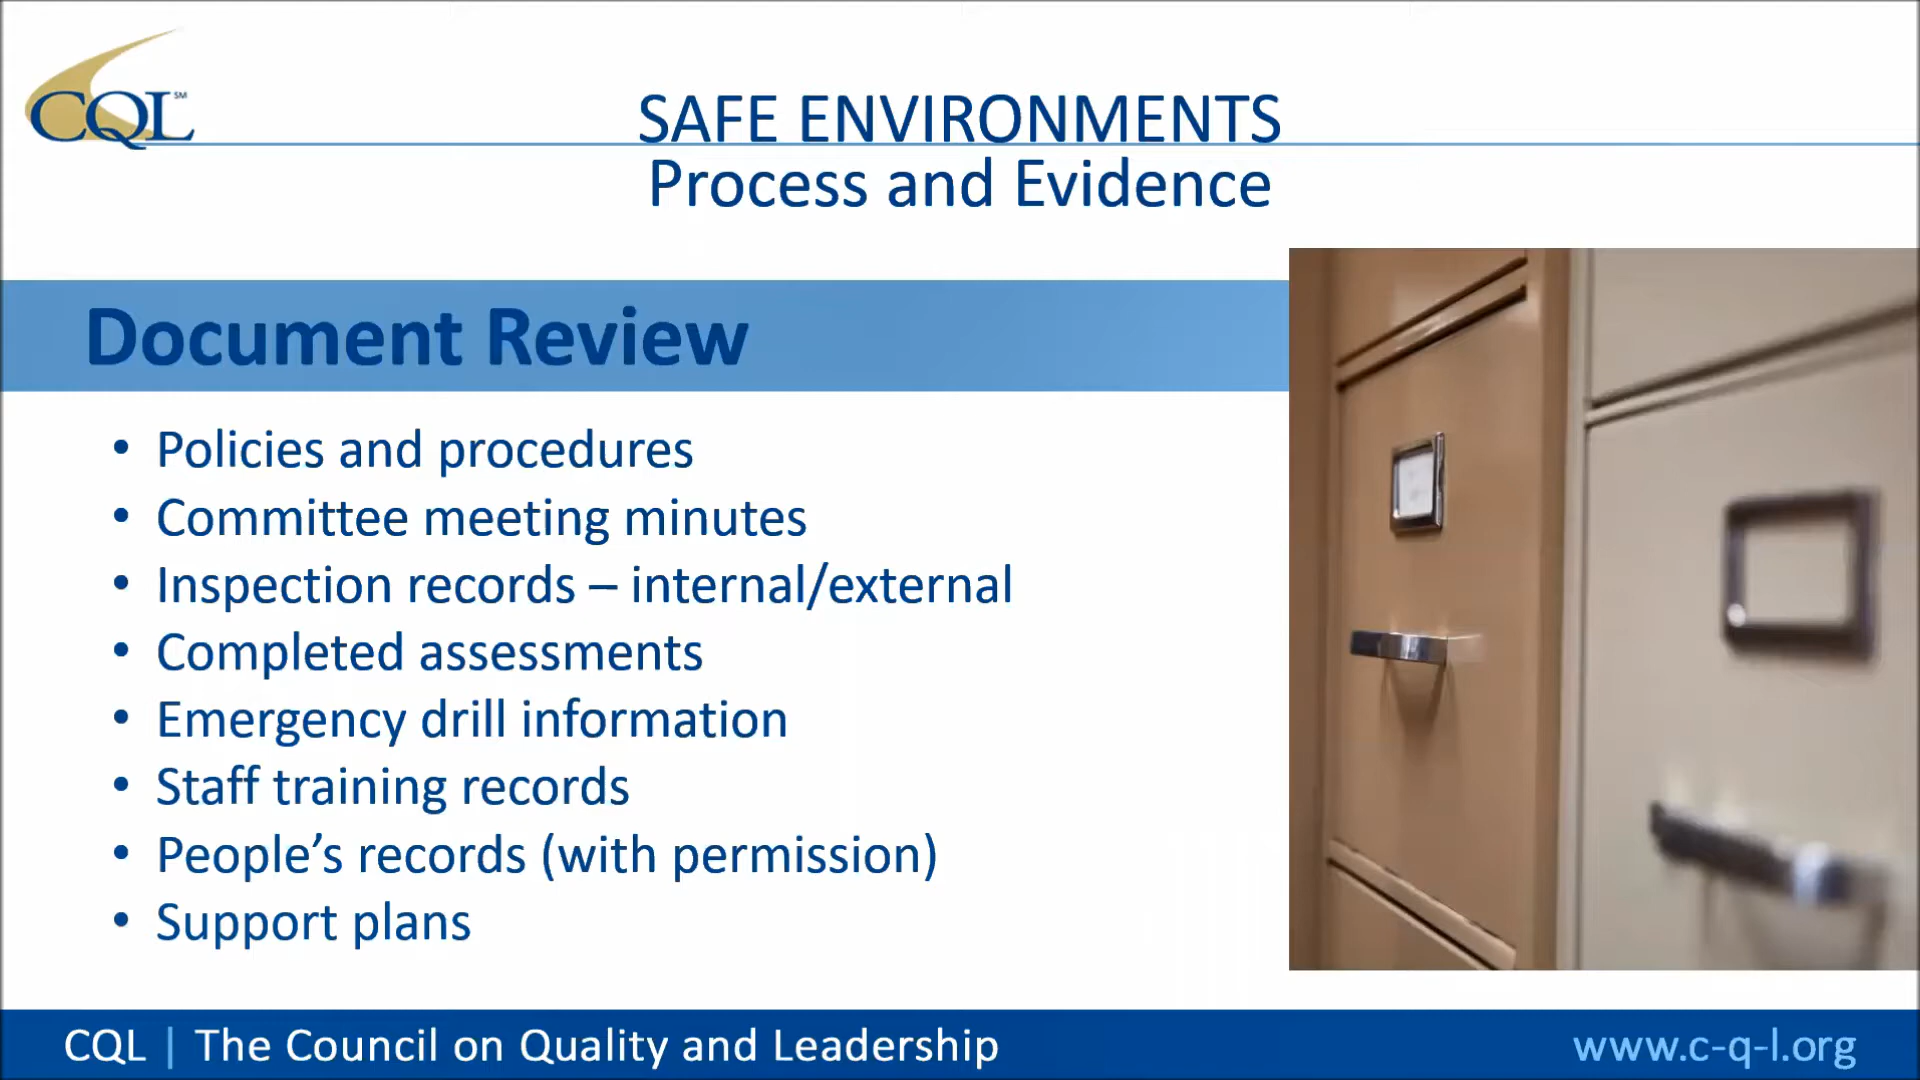 CQL℠
SAFE ENVIRONMENTS
Process and Evidence
Document Review
• Policies and procedures
• Committee meeting minutes
• Inspection records – internal/external
• Completed assessments
• Emergency drill information
• Staff training records
• People’s records (with permission)
• Support plans
CQL | The Council on Quality and Leadership
www.c-q-l.org